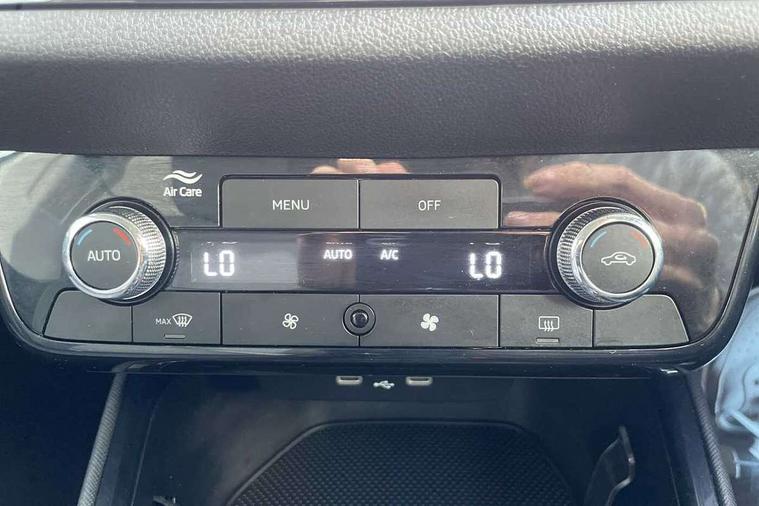 Air Care
MENU OFF
AUTO
LO AUTO A/C LO
MAX